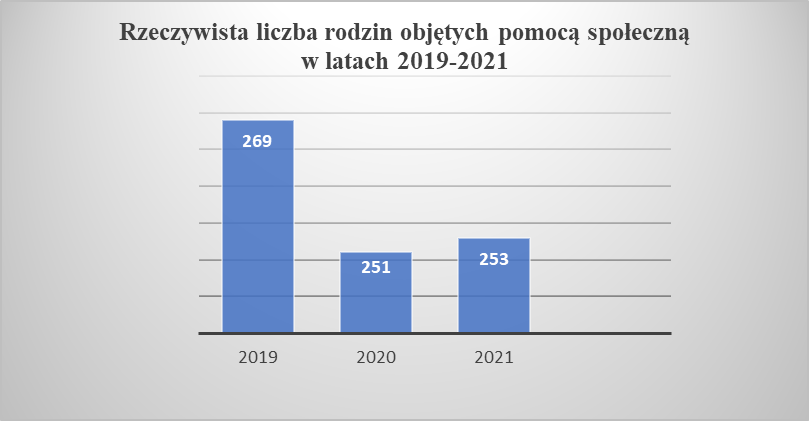 Rzeczywista liczba rodzin objętych pomocą społeczną
w latach 2019-2021
269
251
253
2019 2020 2021